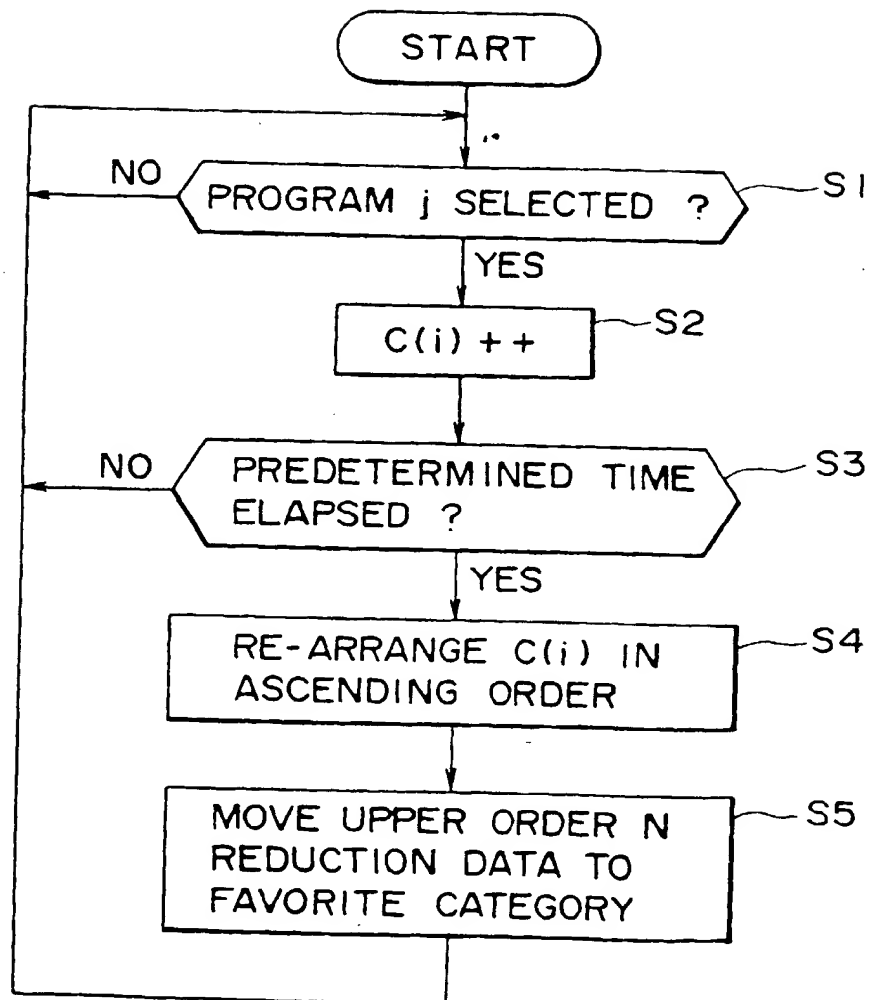 START
NO
PROGRAM j SELECTED ?
S1
YES
C(i) + +
S2
NO
PREDETERMINED TIME
ELAPSED ?
S3
YES
RE-ARRANGE C(i) IN
ASCENDING ORDER
S4
MOVE UPPER ORDER N
REDUCTION DATA TO
FAVORITE CATEGORY
S5